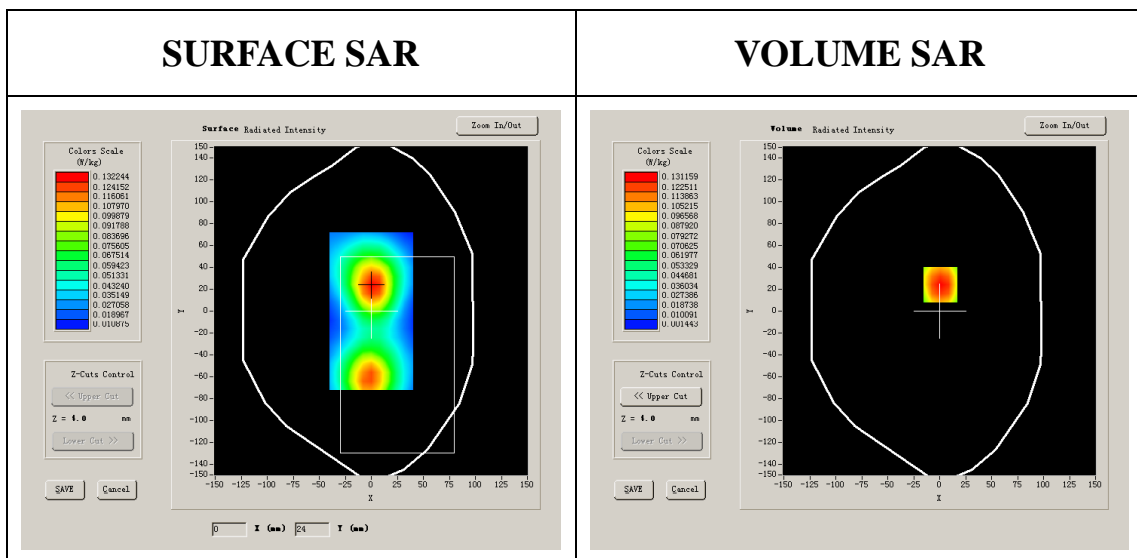 SURFACE SAR
VOLUME SAR
Surface Radiated Intensity
Zoom In/Out
Colors Scale
(W/kg)
0.132244
0.124152
0.116061
0.107970
0.099879
0.091788
0.083696
0.075605
0.067514
0.059423
0.051331
0.043240
0.035149
0.027058
0.018967
0.010875
150
140
120
100
80
60
40
20
0
-20
-40
-60
-80
-100
-120
-140
-150
Y
-150 -125 -100 -75 -50 -25 0 25 50 75 100 125 150
X
Z-Cuts Control
<< Upper Cut
Z = 4.0 mm
Lower Cut >>
SAVE Cancel
0 X (mm) 24 Y (mm)
Volume Radiated Intensity
Zoom In/Out
Colors Scale
(W/kg)
0.131159
0.122511
0.113863
0.105215
0.096568
0.087920
0.079272
0.070625
0.061977
0.053329
0.044681
0.036034
0.027386
0.018738
0.010091
0.001443
150
140
120
100
80
60
40
20
0
-20
-40
-60
-80
-100
-120
-140
-150
Y
-150 -125 -100 -75 -50 -25 0 25 50 75 100 125 150
X
Z-Cuts Control
<< Upper Cut
Z = 4.0 mm
Lower Cut >>
SAVE Cancel